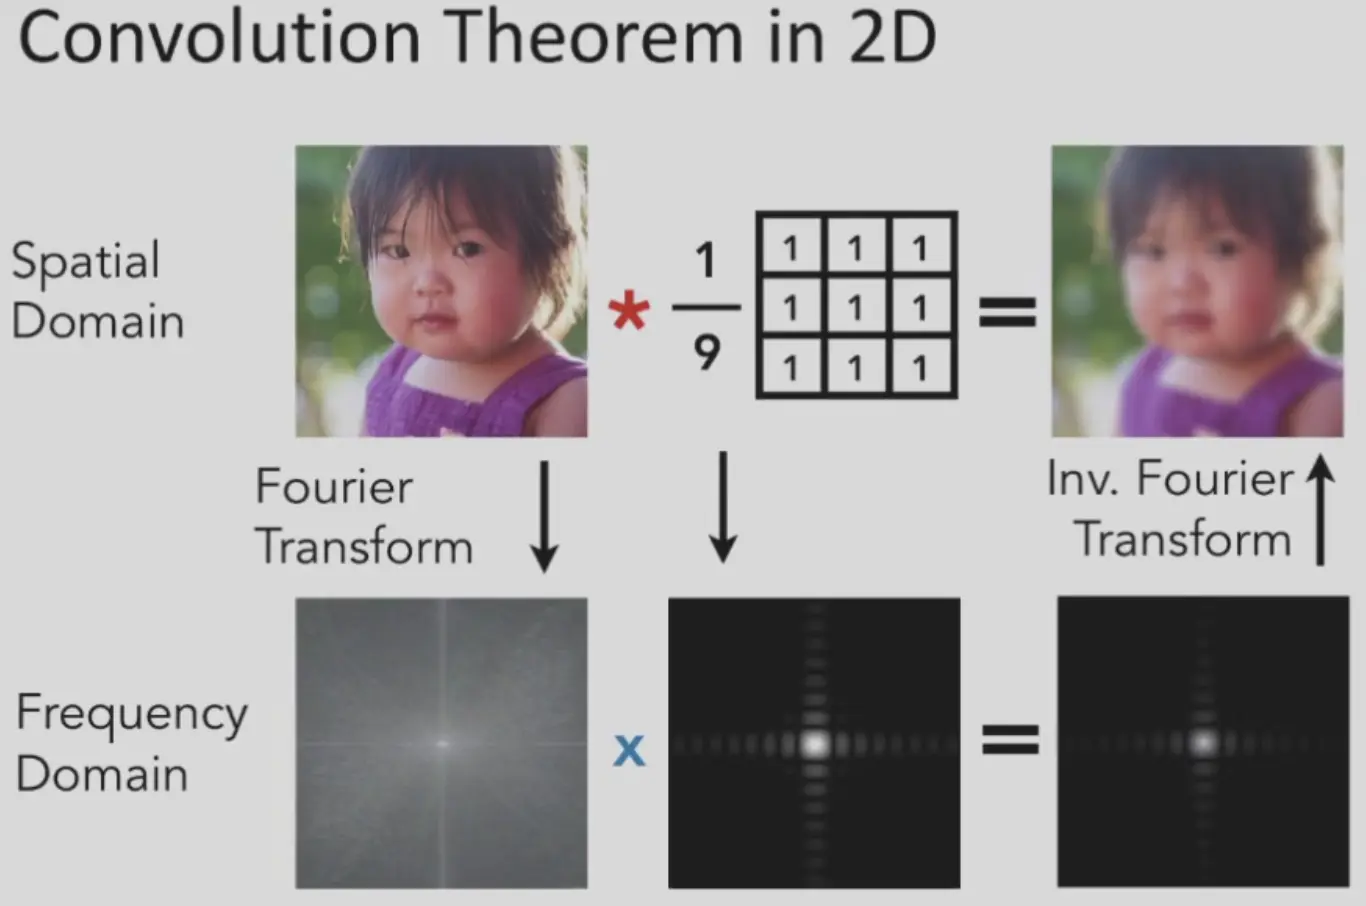 Convolution Theorem in 2D
Spatial
Domain
*
1
9
1 1 1
1 1 1
1 1 1
=
Fourier
Transform
Inv. Fourier
Transform
Frequency
Domain
x
=